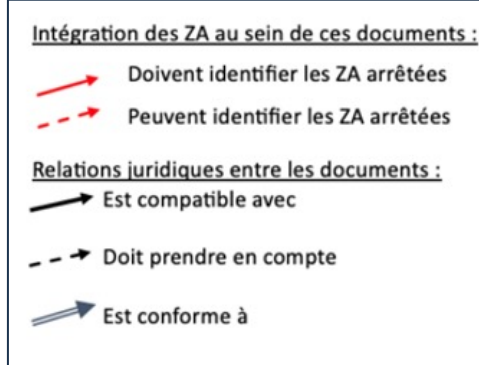 Intégration des ZA au sein de ces documents :
Doivent identifier les ZA arrêtées
Peuvent identifier les ZA arrêtées
Relations juridiques entre les documents :
Est compatible avec
Doit prendre en compte
Est conforme à